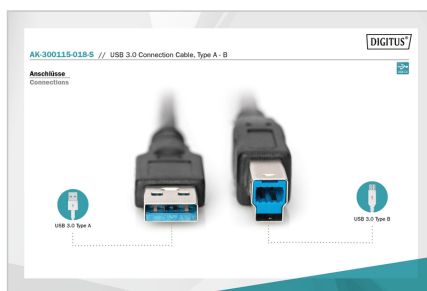 DIGITUS®
AK-300115-018-S // USB 3.0 Connection Cable, Type A - B
Anschlüsse
Connections
USB 3.0 Type A
USB 3.0 Type B